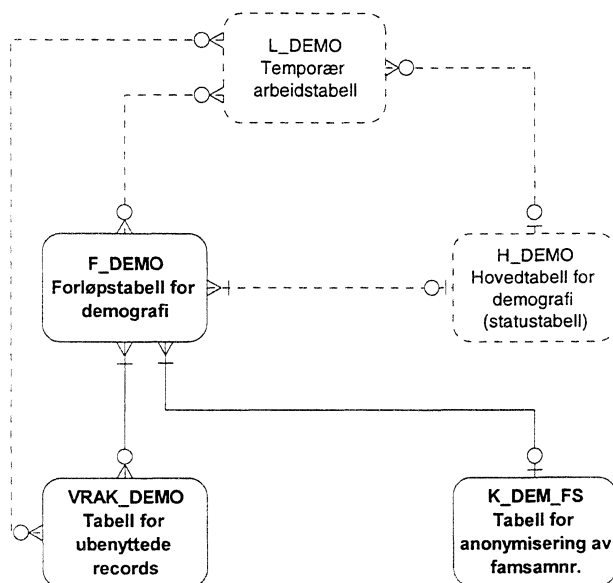 L_DEMO
Temporær
arbeidstabell
F_DEMO
Forløpstabell for
demografi
H_DEMO
Hovedtabell for
demografi
(statustabell)
VRAK_DEMO
Tabell for
ubenyttede
records
K_DEM_FS
Tabell for
anonymisering av
famsamnr.